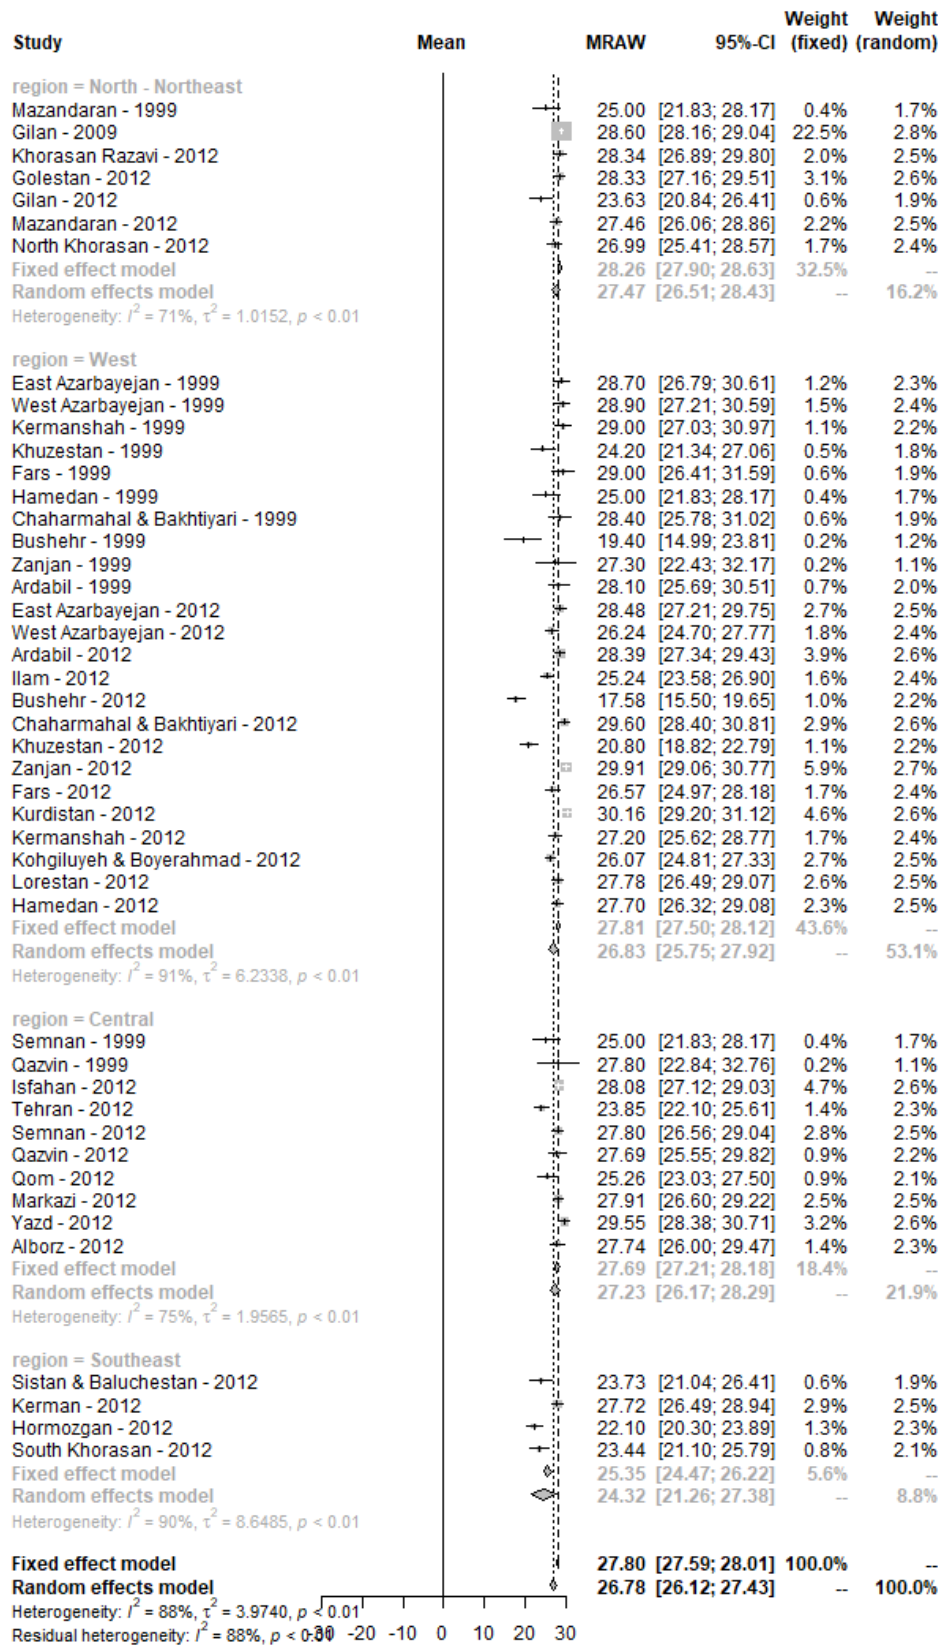 Weight Weight
Study Mean MRAW 95%-CI (fixed) (random)
region = North - Northeast
Mazandaran - 1999 25.00 [21.83; 28.17] 0.4% 1.7%
Gilan - 2009 28.60 [28.16; 29.04] 22.5% 2.8%
Khorasan Razavi - 2012 28.34 [26.89; 29.80] 2.0% 2.5%
Golestan - 2012 28.33 [27.16; 29.51] 3.1% 2.6%
Gilan - 2012 23.63 [20.84; 26.41] 0.6% 1.9%
Mazandaran - 2012 27.46 [26.06; 28.86] 2.2% 2.5%
North Khorasan - 2012 26.99 [25.41; 28.57] 1.7% 2.4%
Fixed effect model 28.26 [27.90; 28.63] 32.5% --
Random effects model 27.47 [26.51; 28.43] -- 16.2%
Heterogeneity: I² = 71%, τ² = 1.0152, p < 0.01
region = West
East Azarbayejan - 1999 28.70 [26.79; 30.61] 1.2% 2.3%
West Azarbayejan - 1999 28.90 [27.21; 30.59] 1.5% 2.4%
Kermanshah - 1999 29.00 [27.03; 30.97] 1.1% 2.2%
Khuzestan - 1999 24.20 [21.34; 27.06] 0.5% 1.8%
Fars - 1999 29.00 [26.41; 31.59] 0.6% 1.9%
Hamedan - 1999 25.00 [21.83; 28.17] 0.4% 1.7%
Chaharmahal & Bakhtiyari - 1999 28.40 [25.78; 31.02] 0.6% 1.9%
Bushehr - 1999 19.40 [14.99; 23.81] 0.2% 1.2%
Zanjan - 1999 27.30 [22.43; 32.17] 0.2% 1.1%
Ardabil - 1999 28.10 [25.69; 30.51] 0.7% 2.0%
East Azarbayejan - 2012 28.48 [27.21; 29.75] 2.7% 2.5%
West Azarbayejan - 2012 26.24 [24.70; 27.77] 1.8% 2.4%
Ardabil - 2012 28.39 [27.34; 29.43] 3.9% 2.6%
Ilam - 2012 25.24 [23.58; 26.90] 1.6% 2.4%
Bushehr - 2012 17.58 [15.50; 19.65] 1.0% 2.2%
Chaharmahal & Bakhtiyari - 2012 29.60 [28.40; 30.81] 2.9% 2.6%
Khuzestan - 2012 20.80 [18.82; 22.79] 1.1% 2.2%
Zanjan - 2012 29.91 [29.06; 30.77] 5.9% 2.7%
Fars - 2012 26.57 [24.97; 28.18] 1.7% 2.4%
Kurdistan - 2012 30.16 [29.20; 31.12] 4.6% 2.6%
Kermanshah - 2012 27.20 [25.62; 28.77] 1.7% 2.4%
Kohgiluyeh & Boyerahmad - 2012 26.07 [24.81; 27.33] 2.7% 2.5%
Lorestan - 2012 27.78 [26.49; 29.07] 2.6% 2.5%
Hamedan - 2012 27.70 [26.32; 29.08] 2.3% 2.5%
Fixed effect model 27.81 [27.50; 28.12] 43.6% --
Random effects model 26.83 [25.75; 27.92] -- 53.1%
Heterogeneity: I² = 91%, τ² = 6.2338, p < 0.01
region = Central
Semnan - 1999 25.00 [21.83; 28.17] 0.4% 1.7%
Qazvin - 1999 27.80 [22.84; 32.76] 0.2% 1.1%
Isfahan - 2012 28.08 [27.12; 29.03] 4.7% 2.6%
Tehran - 2012 23.85 [22.10; 25.61] 1.4% 2.3%
Semnan - 2012 27.80 [26.56; 29.04] 2.8% 2.5%
Qazvin - 2012 27.69 [25.55; 29.82] 0.9% 2.2%
Qom - 2012 25.26 [23.03; 27.50] 0.9% 2.1%
Markazi - 2012 27.91 [26.60; 29.22] 2.5% 2.5%
Yazd - 2012 29.55 [28.38; 30.71] 3.2% 2.6%
Alborz - 2012 27.74 [26.00; 29.47] 1.4% 2.3%
Fixed effect model 27.69 [27.21; 28.18] 18.4% --
Random effects model 27.23 [26.17; 28.29] -- 21.9%
Heterogeneity: I² = 75%, τ² = 1.9565, p < 0.01
region = Southeast
Sistan & Baluchestan - 2012 23.73 [21.04; 26.41] 0.6% 1.9%
Kerman - 2012 27.72 [26.49; 28.94] 2.9% 2.5%
Hormozgan - 2012 22.10 [20.30; 23.89] 1.3% 2.3%
South Khorasan - 2012 23.44 [21.10; 25.79] 0.8% 2.1%
Fixed effect model 25.35 [24.47; 26.22] 5.6% --
Random effects model 24.32 [21.26; 27.38] -- 8.8%
Heterogeneity: I² = 90%, τ² = 8.6485, p < 0.01
Fixed effect model 27.80 [27.59; 28.01] 100.0% --
Random effects model 26.78 [26.12; 27.43] -- 100.0%
Heterogeneity: I² = 88%, τ² = 3.9740, p < 0.01
Residual heterogeneity: I² = 88%, p < 0.01 -30 -20 -10 0 10 20 30